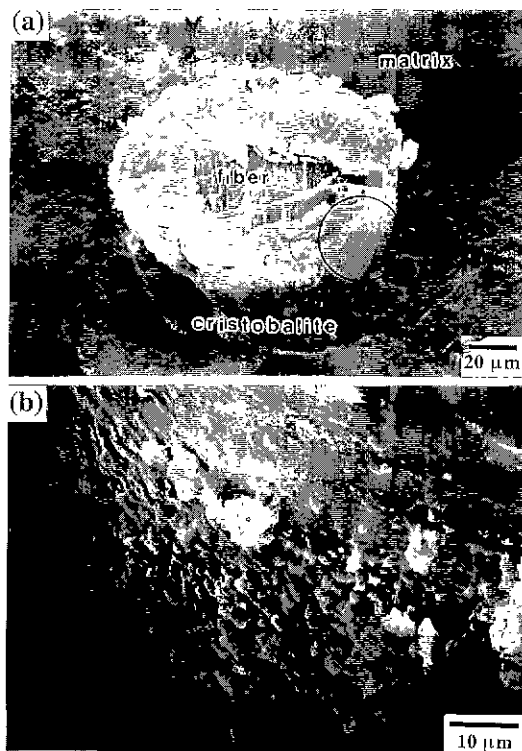 (a)
matrix
fiber
cristobalite
20 μm
(b)
10 μm